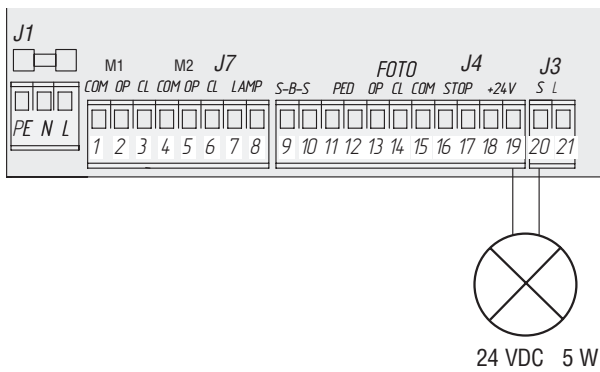 J1
M1 M2 J7 FOTO J4 J3
COM OP CL COM OP CL LAMP S-B-S PED OP CL COM STOP +24V S L
PE N L
1 2 3 4 5 6 7 8 9 10 11 12 13 14 15 16 17 18 19 20 21
24 VDC 5 W